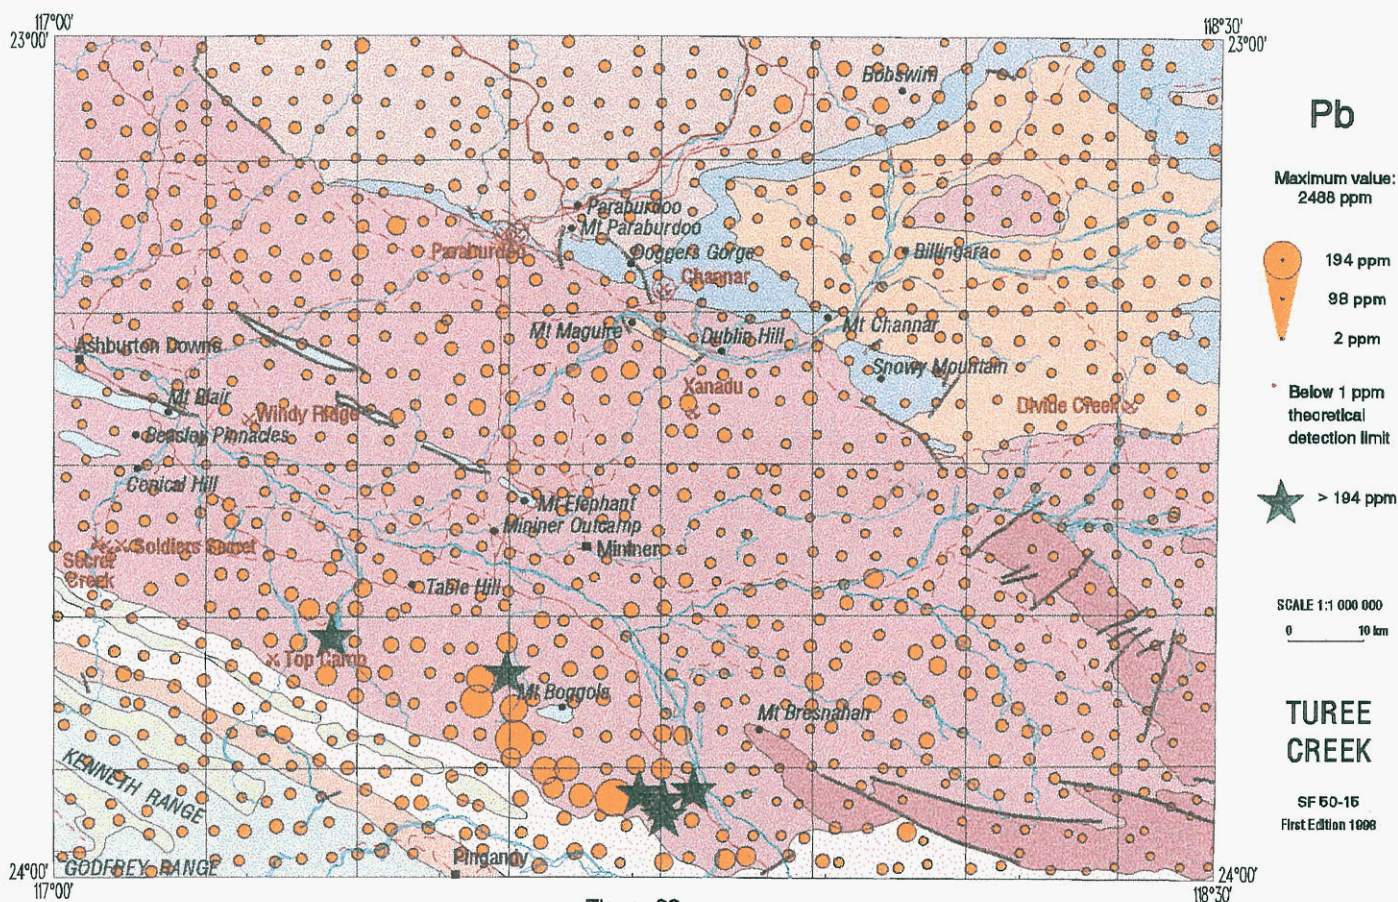 117°00'
23°00'
118°30'
23°00'
Bobswim
Paraburdoo
Mt Paraburdoo
Paraburdoo
Doggers Gorge
Channar
Billingara
Mt Maguire
Dublin Hill
Mt Channar
Ashburton Downs
Snowy Mountain
Xanadu
Mt Blair
Windy Ridge
Divide Creek
Beasley Pinnacles
Conical Hill
Mt Elephant
Mininer Outcamp
Mininer
Soldiers Secret
Secret
Creek
Table Hill
Top Camp
Mt Boggola
Mt Bresnahan
KENNETH RANGE
GODFREY RANGE
Pingandy
24°00'
117°00'
24°00'
118°30'
Pb
Maximum value:
2488 ppm
194 ppm
98 ppm
2 ppm
Below 1 ppm
theoretical
detection limit
> 194 ppm
SCALE 1:1 000 000
0 10 km
TUREE
CREEK
SF 50-15
First Edition 1998